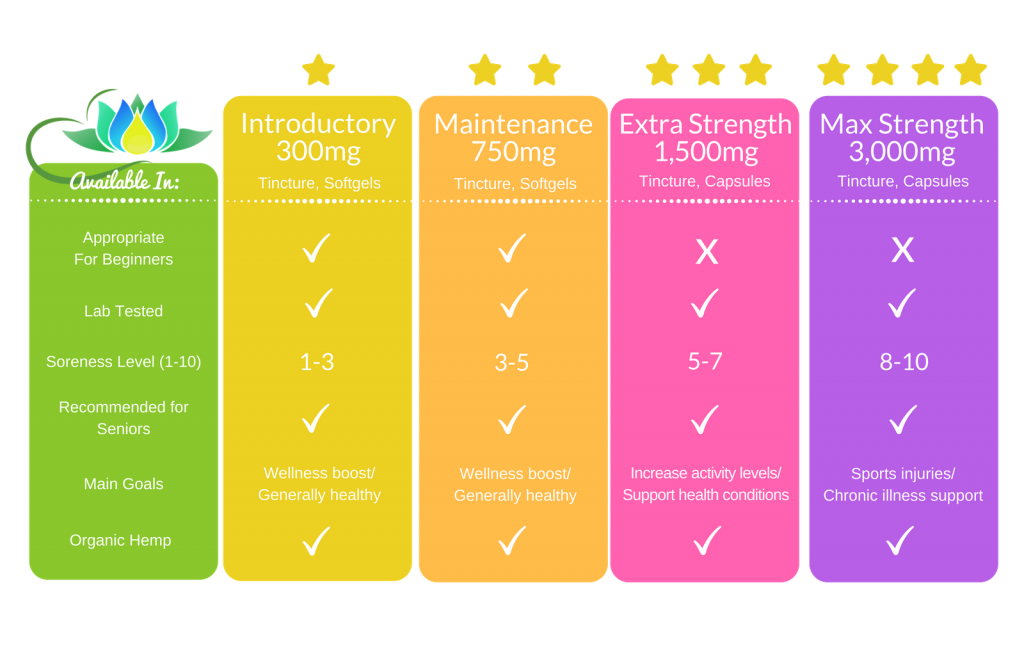 Introductory
300mg
Tincture, Softgels
Maintenance
750mg
Tincture, Softgels
Extra Strength
1,500mg
Tincture, Capsules
Max Strength
3,000mg
Tincture, Capsules
Available In:
Appropriate
For Beginners
✓ ✓ X X
Lab Tested
✓ ✓ ✓ ✓
Soreness Level (1-10) 1-3 3-5 5-7 8-10
Recommended for
Seniors
✓ ✓ ✓ ✓
Main Goals
Wellness boost/
Generally healthy
Wellness boost/
Generally healthy
Increase activity levels/
Support health conditions
Sports injuries/
Chronic illness support
Organic Hemp
✓ ✓ ✓ ✓